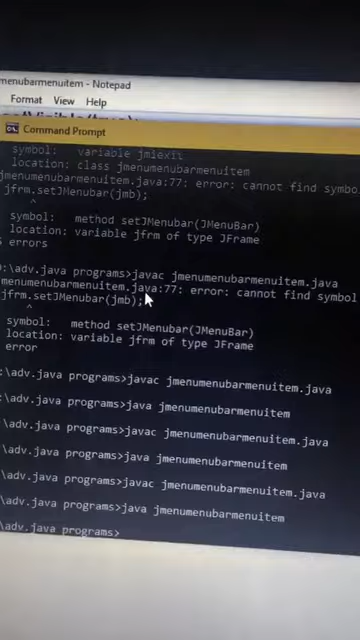 menubarmenuitem - Notepad
Format View Help
Command Prompt
symbol: variable jmlexit
location: class jmenumenubarmenuitem
menumenubarmenuitem.java:77: error: cannot find symbo
jfrm.setJMenubar(jmb);
^
symbol: method setJMenubar(JMenuBar)
location: variable jfrm of type JFrame
errors
:\adv.java programs>javac jmenumenubarmenuitem.java
menumenubarmenuitem.java:77: error: cannot find symbol
jfrm.setJMenubar(jmb);
^
symbol: method setJMenubar(JMenuBar)
location: variable jfrm of type JFrame
error
:\adv.java programs>javac jmenumenubarmenuitem.java
:\adv.java programs>java jmenumenubarmenuitem
:\adv.java programs>javac jmenumenubarmenuitem.java
:\adv.java programs>java jmenumenubarmenuitem
:\adv.java programs>javac jmenumenubarmenuitem.java
\adv.java programs>java jmenumenubarmenuitem
\adv.java programs>